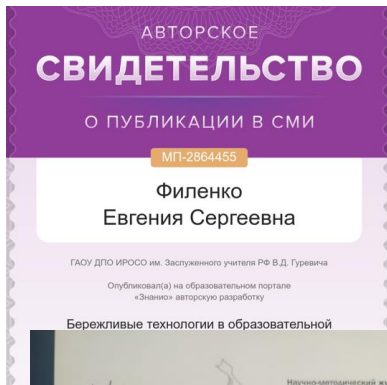 АВТОРСКОЕ
СВИДЕТЕЛЬСТВО
О ПУБЛИКАЦИИ В СМИ
МП-2864455
Филенко
Евгения Сергеевна
ГАОУ ДПО ИРОСО им. Заслуженного учителя РФ В.Д. Гуревича
Опубликовал(а) на образовательном портале
«Знанио» авторскую разработку
Бережливые технологии в образовательной
Научно-методический